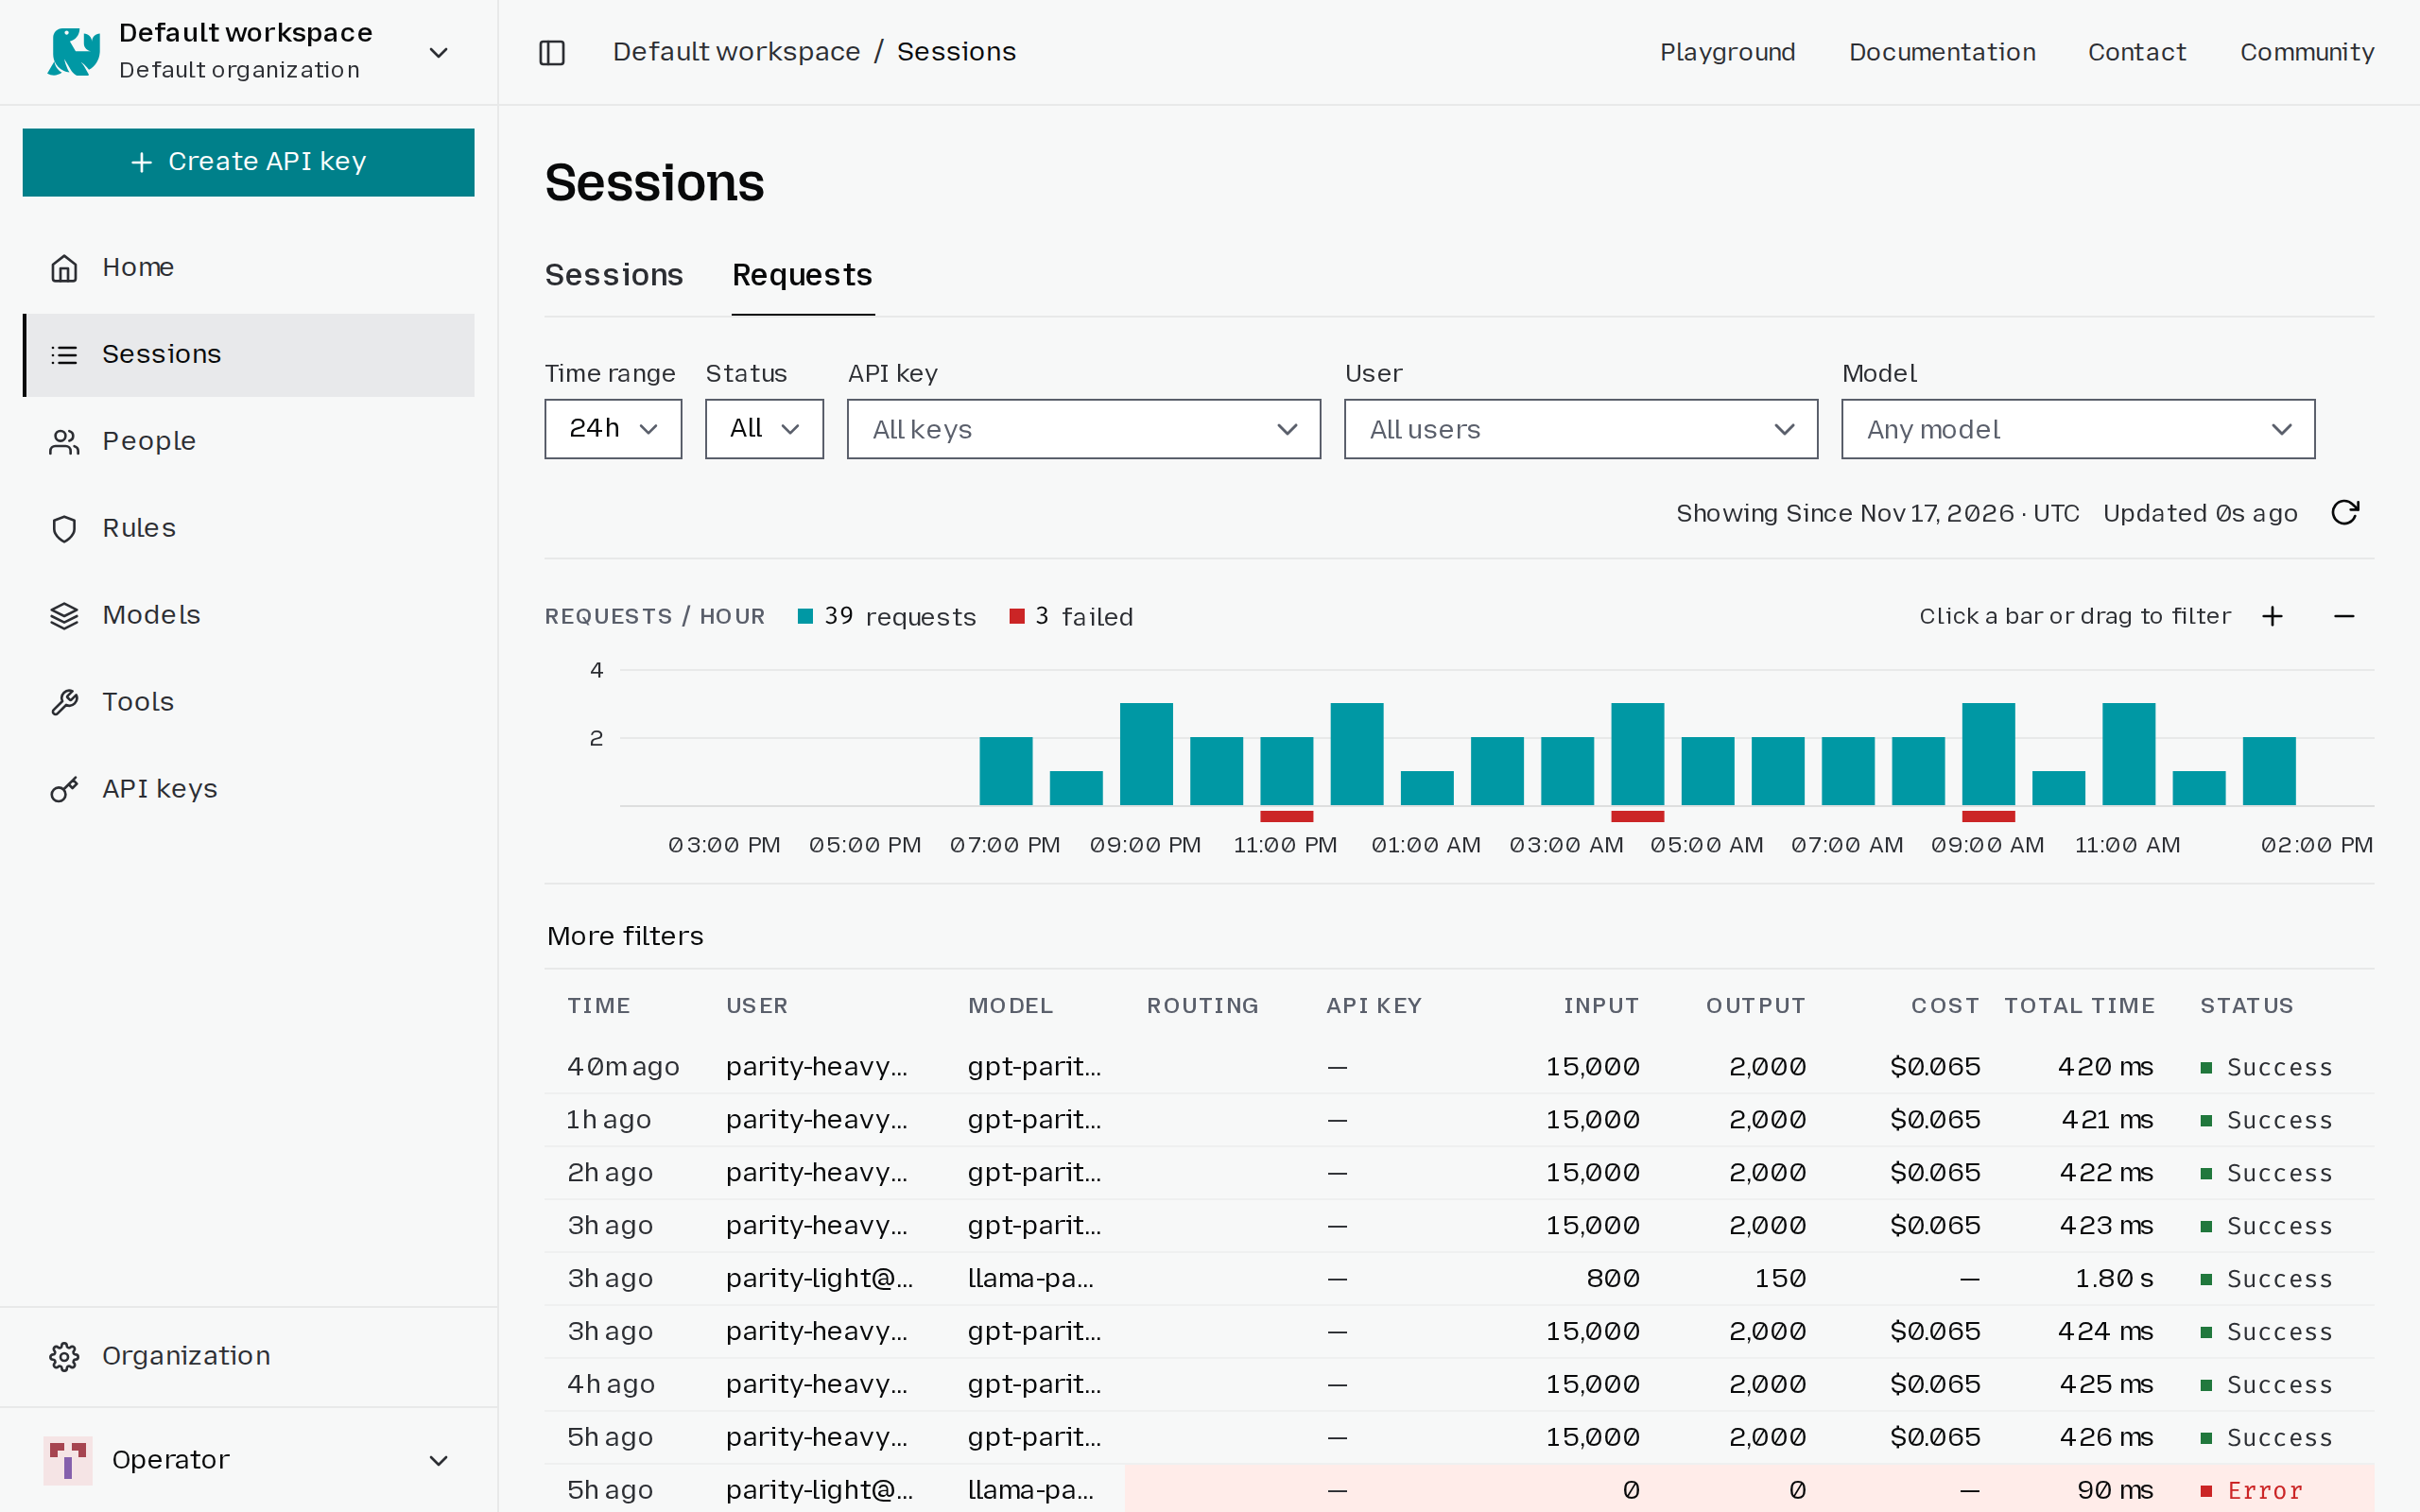 Default workspace
Default organization
Default workspace / Sessions
Playground Documentation Contact Community
+ Create API key
Home
Sessions
People
Rules
Models
Tools
API keys
Organization
Operator
Sessions
Sessions Requests
Time range Status API key User Model
24h All All keys All users Any model
Showing Since Nov 17, 2026 · UTC Updated 0s ago
REQUESTS / HOUR 39 requests 3 failed Click a bar or drag to filter + −
4
2
03:00 PM 05:00 PM 07:00 PM 09:00 PM 11:00 PM 01:00 AM 03:00 AM 05:00 AM 07:00 AM 09:00 AM 11:00 AM 02:00 PM
More filters
TIME USER MODEL ROUTING API KEY INPUT OUTPUT COST TOTAL TIME STATUS
40m ago parity-heavy... gpt-parit... — 15,000 2,000 $0.065 420 ms Success
1h ago parity-heavy... gpt-parit... — 15,000 2,000 $0.065 421 ms Success
2h ago parity-heavy... gpt-parit... — 15,000 2,000 $0.065 422 ms Success
3h ago parity-heavy... gpt-parit... — 15,000 2,000 $0.065 423 ms Success
3h ago parity-light@... llama-pa... — 800 150 — 1.80 s Success
3h ago parity-heavy... gpt-parit... — 15,000 2,000 $0.065 424 ms Success
4h ago parity-heavy... gpt-parit... — 15,000 2,000 $0.065 425 ms Success
5h ago parity-heavy... gpt-parit... — 15,000 2,000 $0.065 426 ms Success
5h ago parity-light@... llama-pa... — 0 0 — 90 ms Error